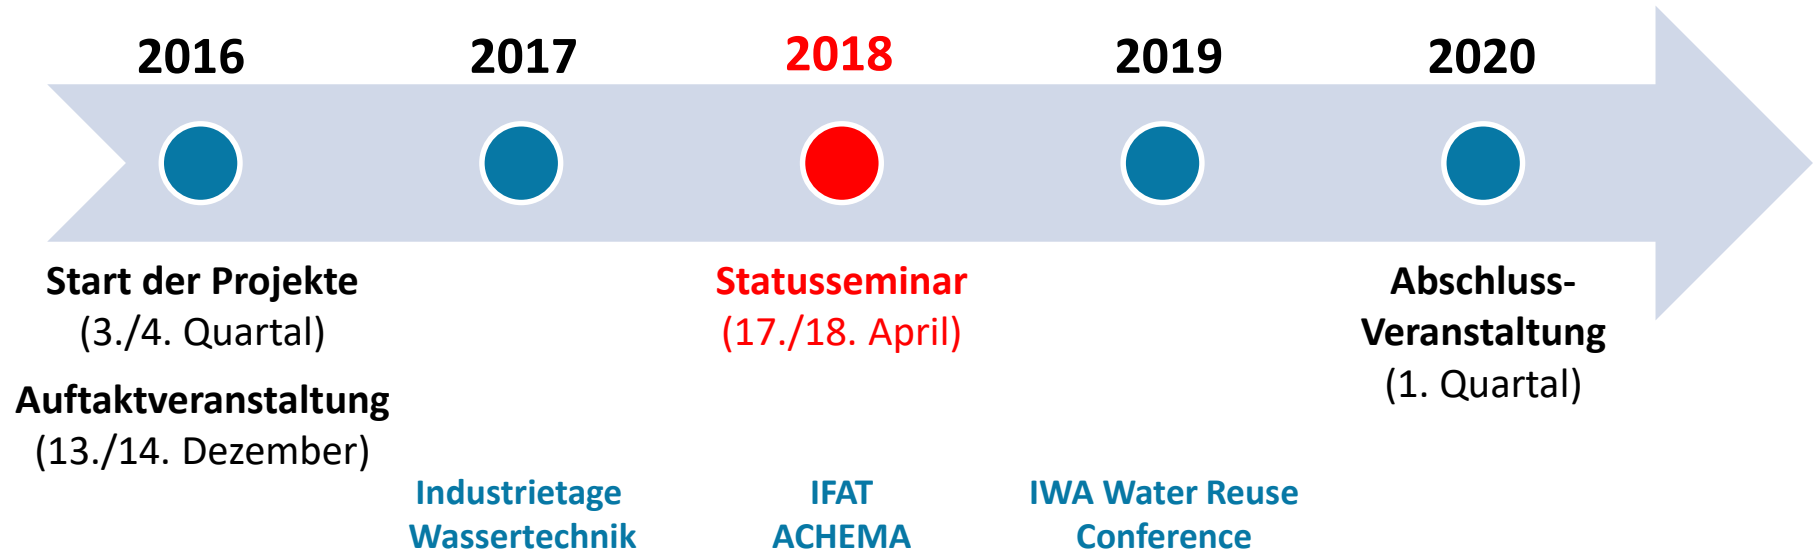 2016
2017
2018
2019
2020
Start der Projekte
(3./4. Quartal)
Auftaktveranstaltung
(13./14. Dezember)
Statusseminar
(17./18. April)
Abschluss-
Veranstaltung
(1. Quartal)
Industrietage
Wassertechnik
IFAT
ACHEMA
IWA Water Reuse
Conference